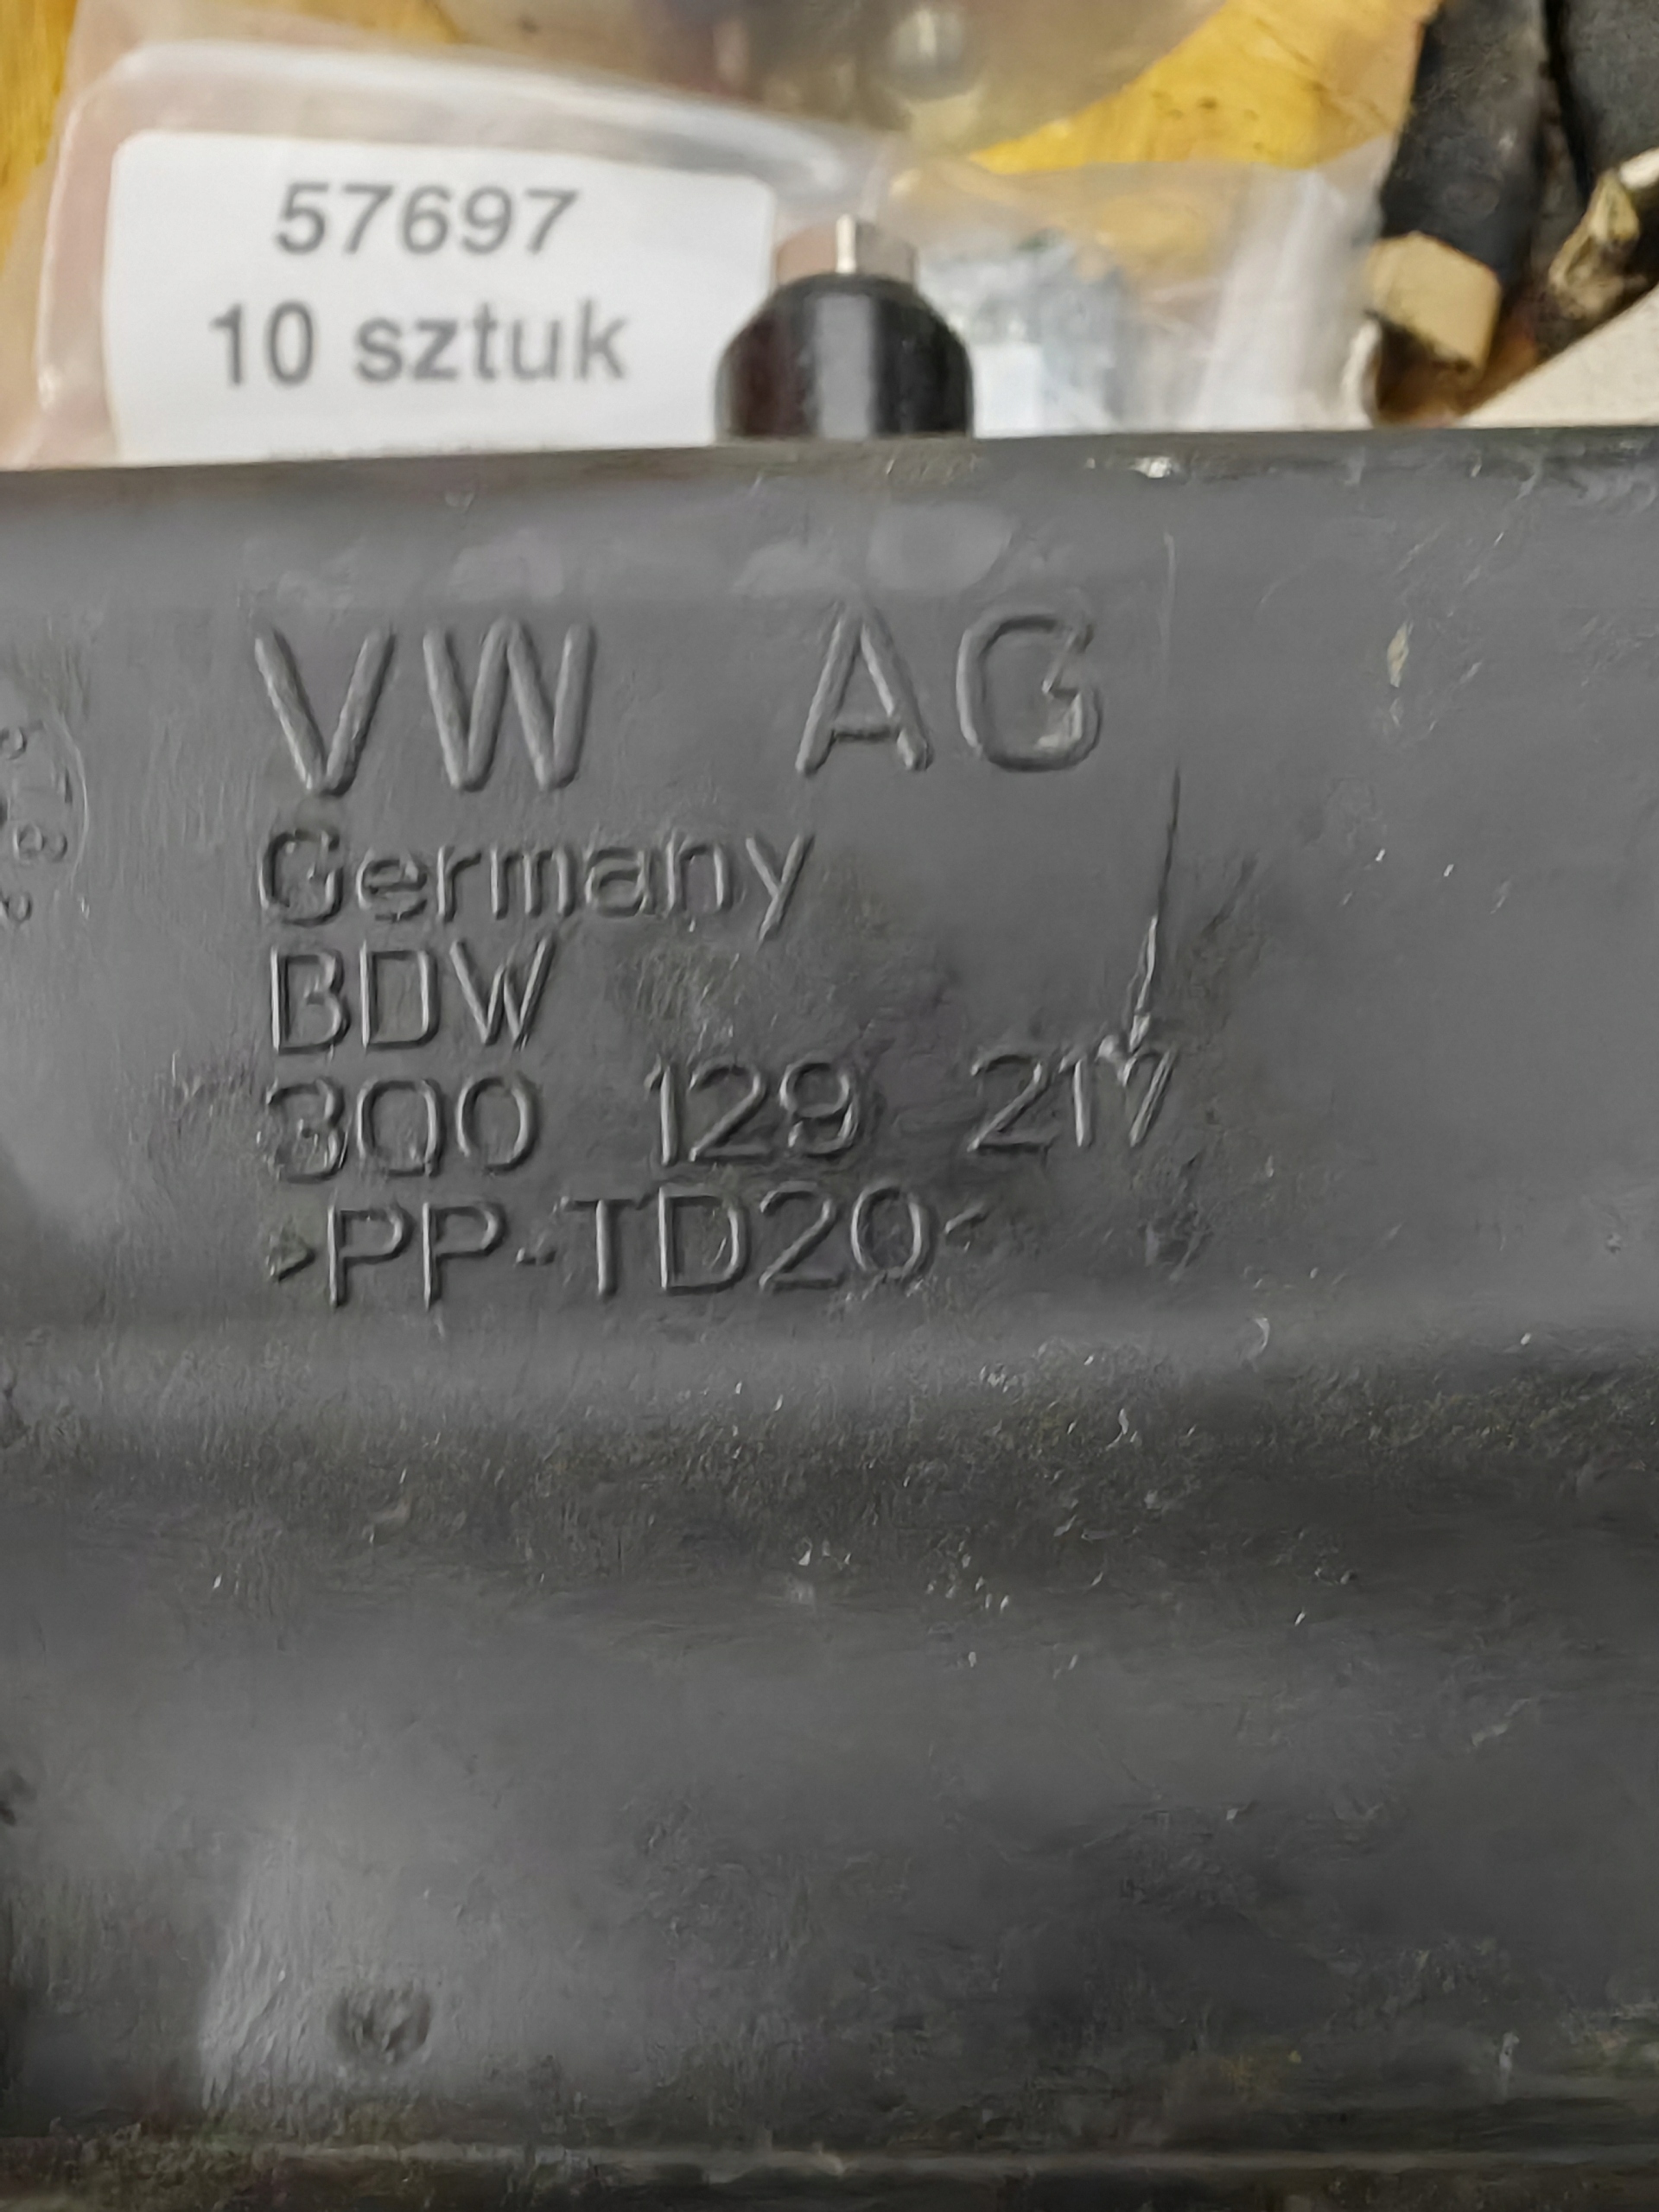 57697
10 sztuk
VW AG
Germany
BDW
3Q0 129 217
>PP-TD20<